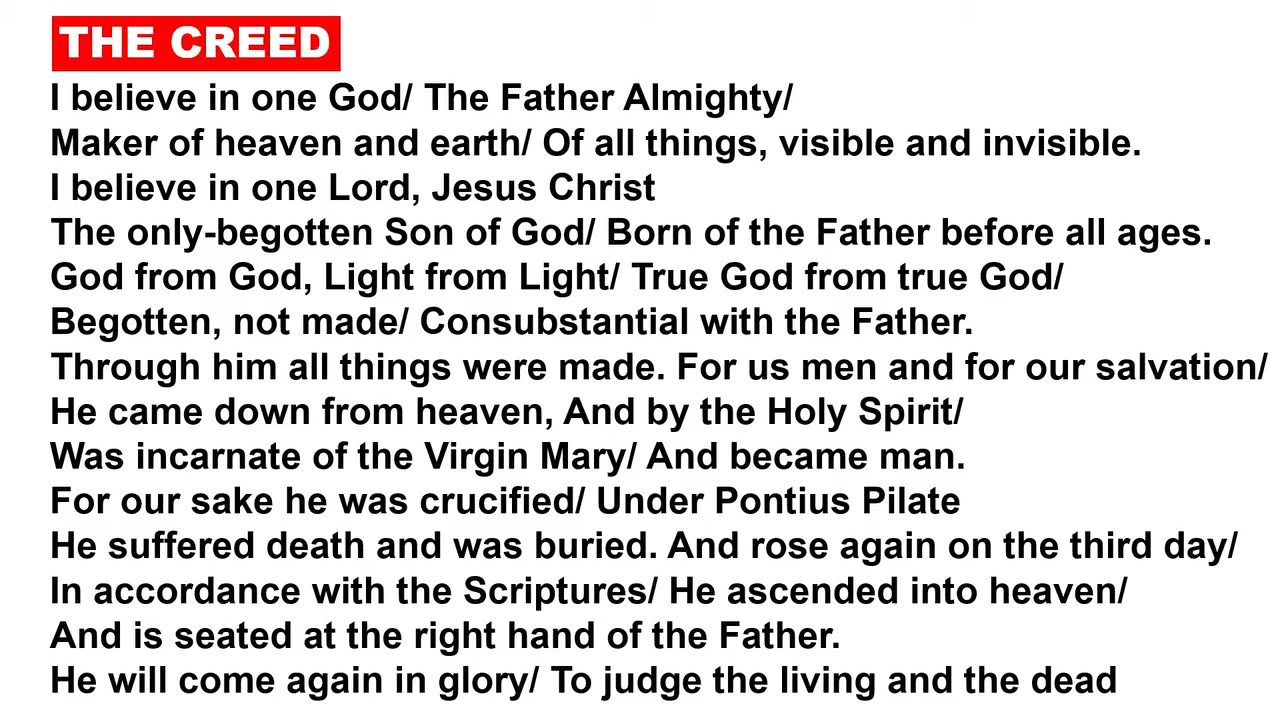 THE CREED
I believe in one God/ The Father Almighty/
Maker of heaven and earth/ Of all things, visible and invisible.
I believe in one Lord, Jesus Christ
The only-begotten Son of God/ Born of the Father before all ages.
God from God, Light from Light/ True God from true God/
Begotten, not made/ Consubstantial with the Father.
Through him all things were made. For us men and for our salvation/
He came down from heaven, And by the Holy Spirit/
Was incarnate of the Virgin Mary/ And became man.
For our sake he was crucified/ Under Pontius Pilate
He suffered death and was buried. And rose again on the third day/
In accordance with the Scriptures/ He ascended into heaven/
And is seated at the right hand of the Father.
He will come again in glory/ To judge the living and the dead